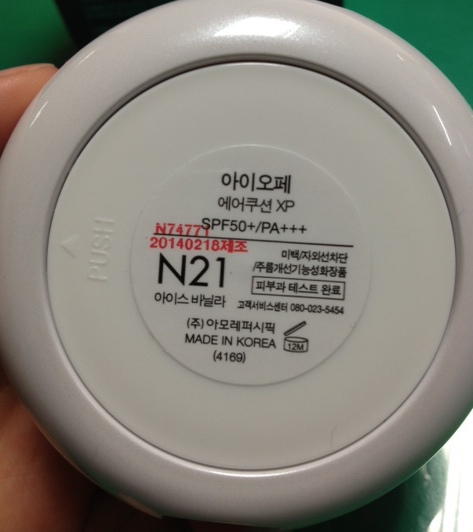 아이오페
에어쿠션 XP
SPF50+/PA+++
N74771
20140218제조
N21
아이스 바닐라
미백/자외선차단
/주름개선기능성화장품
피부과 테스트 완료
고객서비스센터 080-023-5454
(주)아모레퍼시픽
MADE IN KOREA
(4169)
12M
PUSH